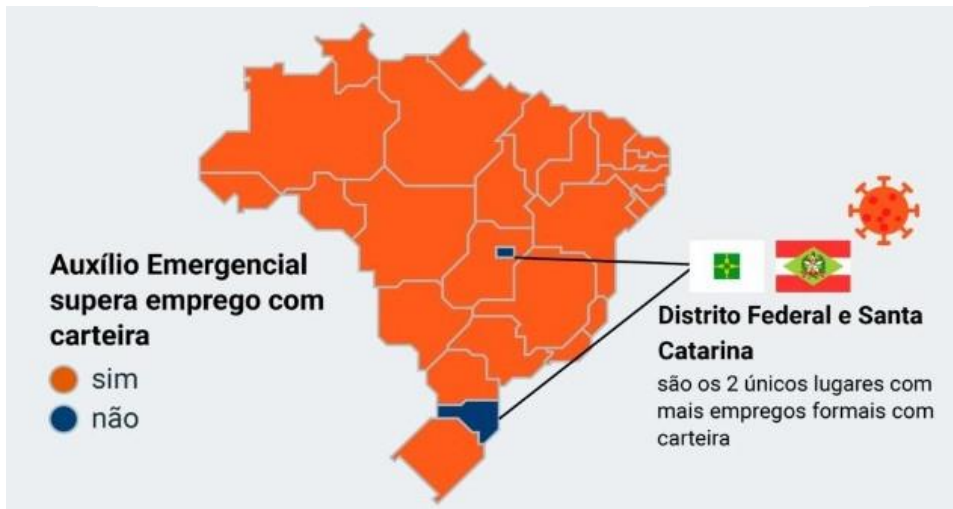 Auxílio Emergencial
supera emprego com
carteira
sim
não
Distrito Federal e Santa
Catarina
são os 2 únicos lugares com
mais empregos formais com
carteira